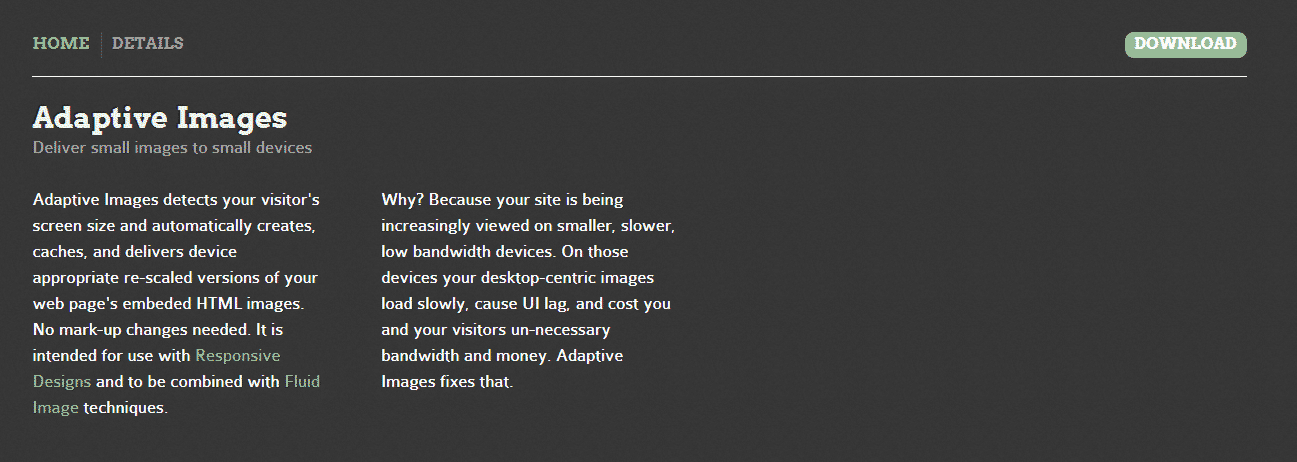 HOME
DETAILS
DOWNLOAD
Adaptive Images
Deliver small images to small devices
Adaptive Images detects your visitor's
screen size and automatically creates,
caches, and delivers device
appropriate re-scaled versions of your
web page's embeded HTML images.
No mark-up changes needed. It is
intended for use with Responsive
Designs and to be combined with Fluid
Image techniques.
Why? Because your site is being
increasingly viewed on smaller, slower,
low bandwidth devices. On those
devices your desktop-centric images
load slowly, cause UI lag, and cost you
and your visitors un-necessary
bandwidth and money. Adaptive
Images fixes that.